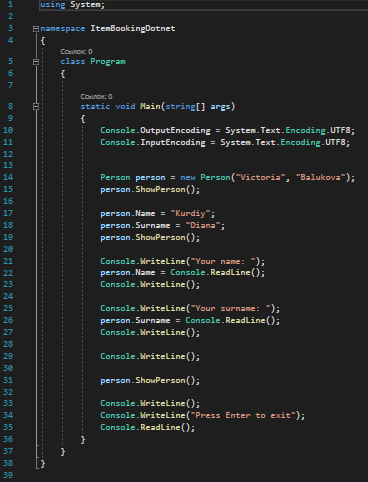 1 using System;
2
3 namespace ItemBookingDotnet
4 {
Ссылок: 0
5 class Program
6 {
7
Ссылок: 0
8 static void Main(string[] args)
9 {
10 Console.OutputEncoding = System.Text.Encoding.UTF8;
11 Console.InputEncoding = System.Text.Encoding.UTF8;
12
13
14 Person person = new Person("Victoria", "Balukova");
15 person.ShowPerson();
16
17 person.Name = "Kurdiy";
18 person.Surname = "Diana";
19 person.ShowPerson();
20
21 Console.WriteLine("Your name: ");
22 person.Name = Console.ReadLine();
23 Console.WriteLine();
24
25 Console.WriteLine("Your surname: ");
26 person.Surname = Console.ReadLine();
27 Console.WriteLine();
28
29 Console.WriteLine();
30
31 person.ShowPerson();
32
33 Console.WriteLine();
34 Console.WriteLine("Press Enter to exit");
35 Console.ReadLine();
36 }
37 }
38 }
39